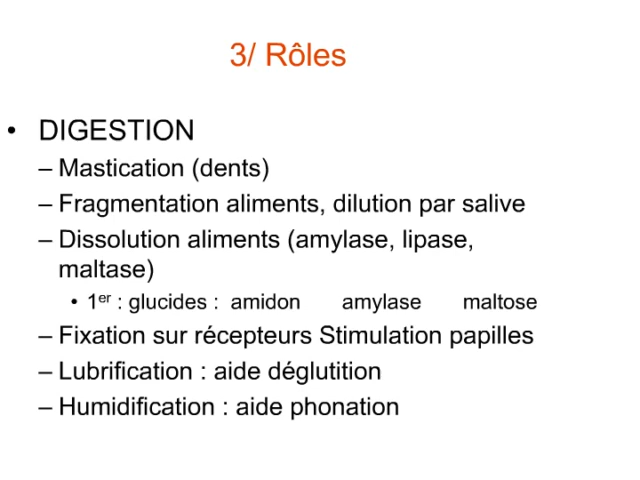 3/ Rôles
• DIGESTION
– Mastication (dents)
– Fragmentation aliments, dilution par salive
– Dissolution aliments (amylase, lipase,
maltase)
• 1er : glucides : amidon amylase maltose
– Fixation sur récepteurs Stimulation papilles
– Lubrification : aide déglutition
– Humidification : aide phonation